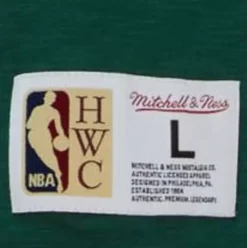 H
W
C
NBA
Mitchell & Ness
L
MITCHELL & NESS NOSTALGIA CO.
AUTHENTIC LICENSED APPAREL
DESIGNED IN PHILADELPHIA, PA.
ESTABLISHED 1904
AUTHENTIC. PREMIUM. LEGENDARY